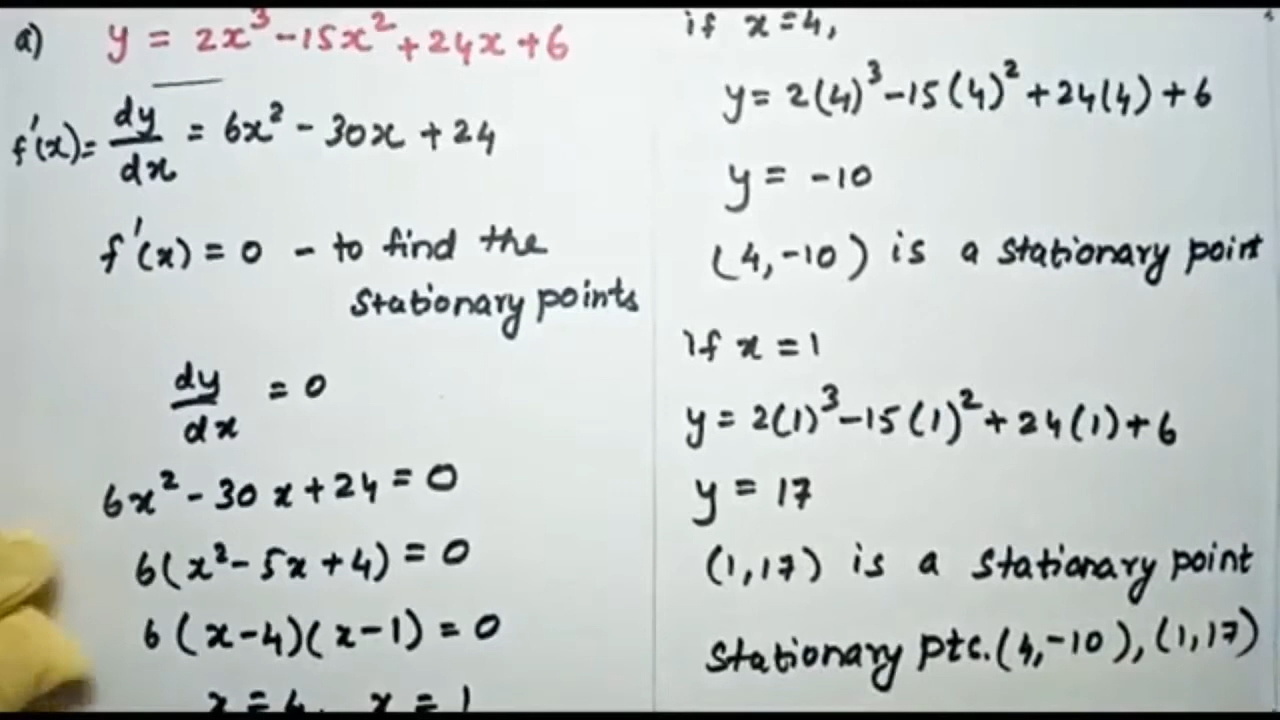 a) y = 2x³ - 15x² + 24x + 6
f'(x) = dy/dx = 6x² - 30x + 24
f'(x) = 0 - to find the
stationary points
dy/dx = 0
6x² - 30x + 24 = 0
6(x² - 5x + 4) = 0
6(x-4)(x-1) = 0
x = 4, x = 1
if x = 4,
y = 2(4)³ - 15(4)² + 24(4) + 6
y = -10
(4, -10) is a stationary point
if x = 1
y = 2(1)³ - 15(1)² + 24(1) + 6
y = 17
(1, 17) is a stationary point
stationary pts. (4, -10), (1, 17)